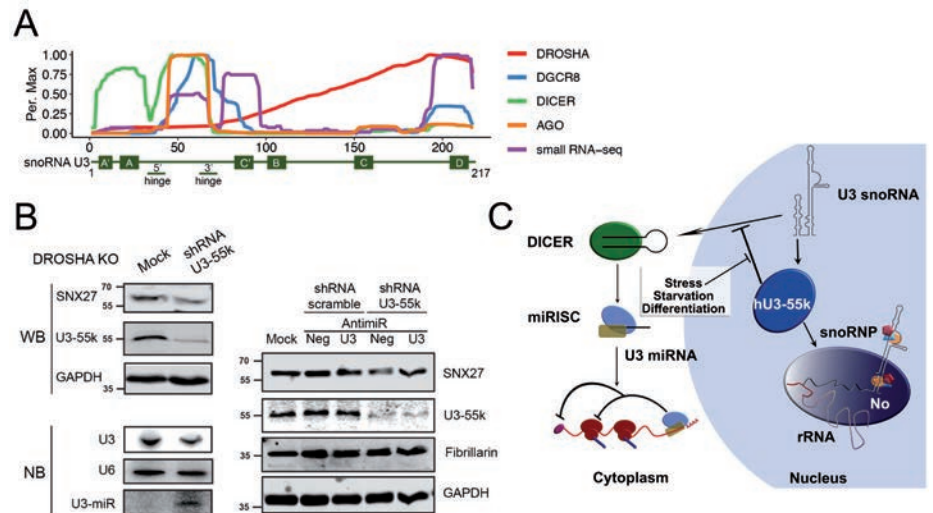 A
Per. Max
1.00
0.75
0.50
0.25
0.00
0 50 100 150 200
DROSHA
DGCR8
DICER
AGO
small RNA-seq
snoRNA U3
A' A C' B C D
5' hinge
3' hinge
1
217
B
DROSHA KO
Mock
shRNA U3-55k
WB
SNX27
70
55
U3-55k
55
GAPDH
35
NB
U3
U6
U3-miR
shRNA scramble
shRNA U3-55k
AntimiR
Mock Neg U3 Neg U3
70
55
SNX27
55
U3-55k
35
Fibrillarin
35
GAPDH
C
U3 snoRNA
DICER
Stress
Starvation
Differentiation
hU3-55k
miRISC
snoRNP
U3 miRNA
No
rRNA
Cytoplasm
Nucleus